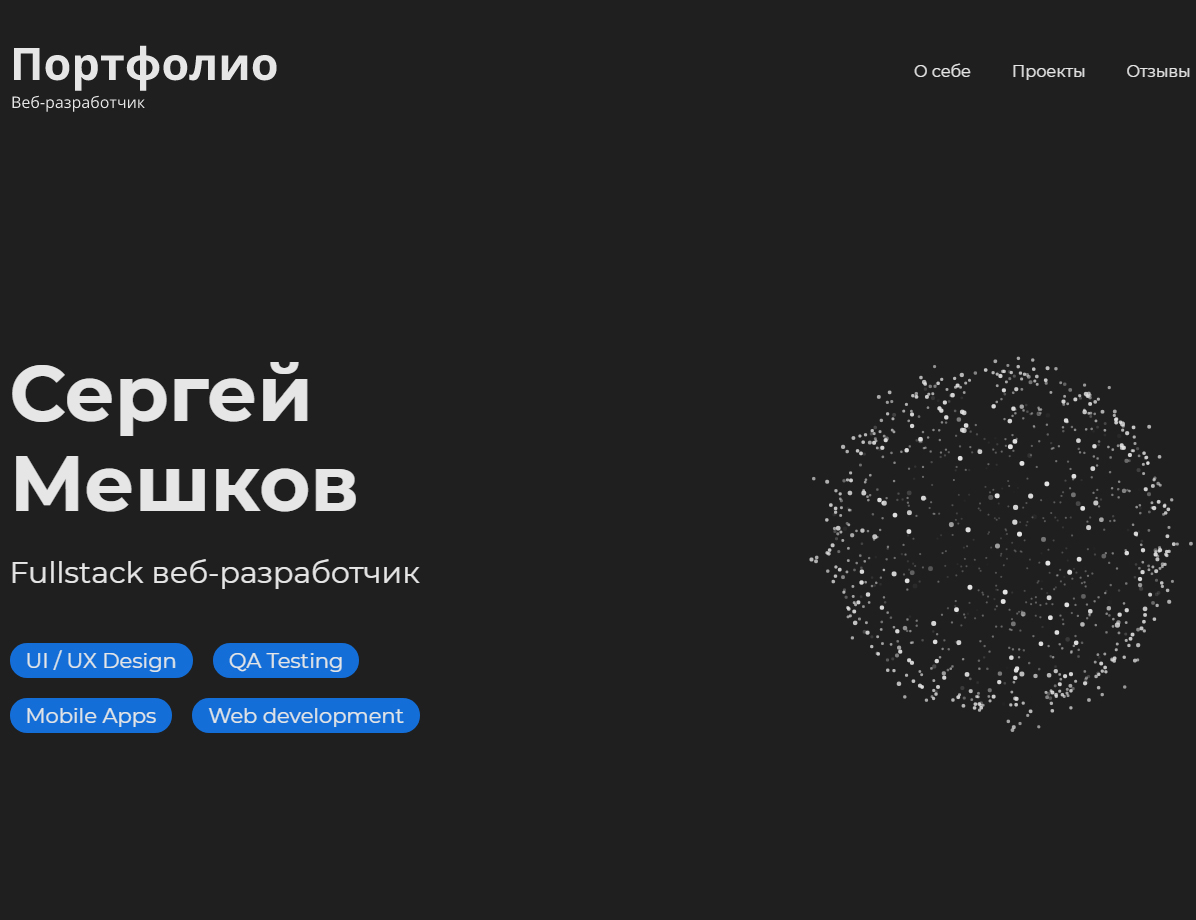 Портфолио
Веб-разработчик
О себе Проекты Отзывы
Сергей
Мешков
Fullstack веб-разработчик
UI / UX Design QA Testing
Mobile Apps Web development